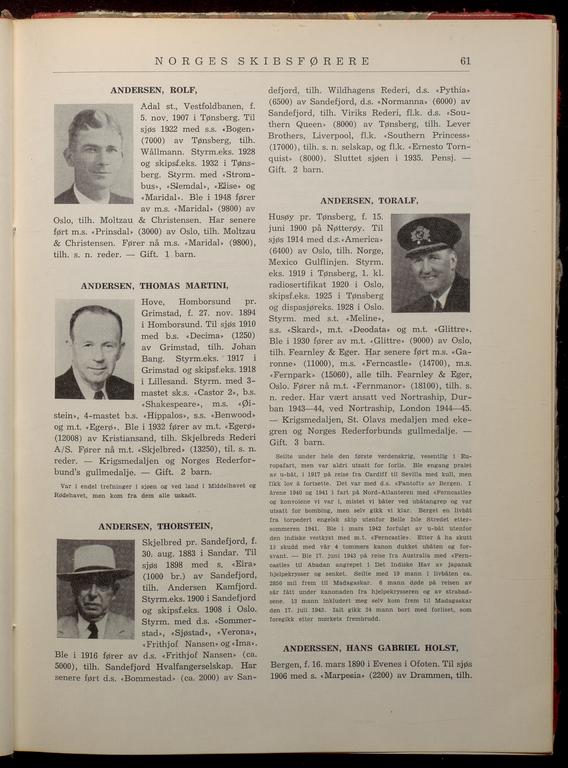 NORGES SKIBSFØRERE 61
ANDERSEN, ROLF,
Adal st., Vestfoldbanen, f.
5. nov. 1907 i Tønsberg. Til
sjøs 1922 med s.s. «Bogen»
(7000) av Tønsberg, tilh.
Wållmann. Styrm.eks. 1928
og skipsf.eks. 1932 i Tøns-
berg. Styrm. med «Strom-
bus», «Slemdal», «Elise» og
«Maridal». Ble i 1948 fører
av m.s. «Maridal» (9800) av
Oslo, tilh. Moltzau & Christensen. Har senere
ført m.s. «Prinsdal» (3000) av Oslo, tilh. Moltzau
& Christensen. Fører nå m.s. «Maridal» (9800),
tilh. s. n. reder. — Gift. 1 barn.
ANDERSEN, THOMAS MARTINI,
Hove, Homborsund pr.
Grimstad, f. 27. nov. 1894
i Homborsund. Til sjøs 1910
med b.s. «Decima» (1250)
av Grimstad, tilh. Johan
Bang. Styrm.eks. 1917 i
Grimstad og skipsf.eks. 1918
i Lillesand. Styrm. med 3-
mastet sk.s. «Castor 2», b.s.
«Shakespeare», m.s. «Øi-
stein», 4-mastet b.s. «Hippalos», s.s. «Benwood»
og m.t. «Egerø». Ble i 1932 fører av m.t. «Egerø»
(12008) av Kristiansand, tilh. Skjelbreds Rederi
A/S. Fører nå m.t. «Skjelbred» (13250), til. s. n.
reder. — Krigsmedaljen og Norges Rederfor-
bund's gullmedalje. — Gift. 2 barn.
Var i endel trefninger i sjøen og ved land i Middelhavet og
Rødehavet, men kom fra dem alle uskadt.
ANDERSEN, THORSTEIN,
Skjelbred pr. Sandefjord, f.
30. aug. 1883 i Sandar. Til
sjøs 1898 med s. «Eira»
(1000 br.) av Sandefjord,
tilh. Andersen Kamfjord.
Styrm.eks. 1900 i Sandefjord
og skipsf.eks. 1908 i Oslo.
Styrm. med d.s. «Sommer-
stad», «Sjøstad», «Verona»,
«Frithjof Nansen» og «Ima».
Ble i 1916 fører av d.s. «Frithjof Nansen» (ca.
5000), tilh. Sandefjord Hvalfangerselskap. Har
senere ført d.s. «Bommestad» (ca. 2000) av San-
defjord, tilh. Wildhagens Rederi, d.s. «Pythia»
(6500) av Sandefjord, d.s. «Normanna» (6000) av
Sandefjord, tilh. Viriks Rederi, fl.k. d.s. «Sou-
thern Queen» (8000) av Tønsberg, tilh. Lever
Brothers, Liverpool, fl.k. «Southern Princess»
(17000), tilh. s. n. selskap, og fl.k. «Ernesto Torn-
quist» (8000). Sluttet sjøen i 1935. Pensj. —
Gift. 2 barn.
ANDERSEN, TORALF,
Husøy pr. Tønsberg, f. 15.
juni 1900 på Nøtterøy. Til
sjøs 1914 med d.s.«America»
(6400) av Oslo, tilh. Norge,
Mexico Gulflinjen. Styrm.
eks. 1919 i Tønsberg, 1. kl.
radiosertifikat 1920 i Oslo,
skipsf.eks. 1925 i Tønsberg
og dispasjøreks. 1928 i Oslo.
Styrm. med s.t. «Meline»,
s.s. «Skard», m.t. «Deodata» og m.t. «Glittre».
Ble i 1930 fører av m.t. «Glittre» (9000) av Oslo,
tilh. Fearnley & Eger. Har senere ført m.s. «Ga-
ronne» (11000), m.s. «Ferncastle» (14700), m.s.
«Fernpark» (15060), alle tilh. Fearnley & Eger,
Oslo. Fører nå m.t. «Fernmanor» (18100), tilh. s.
n. reder. Har vært ansatt ved Nortraship, Dur-
ban 1943—44, ved Nortraship, London 1944—45.
— Krigsmedaljen, St. Olavs medaljen med eke-
gren og Norges Rederforbunds gullmedalje. —
Gift. 3 barn.
Seilte under hele den første verdenskrig, vesentlig i Eu-
ropafart, men var aldri utsatt for forlis. Ble engang praiet
av u-båt, i 1917 på reise fra Cardiff til Sevilla med kull, men
fikk lov å fortsette. Det var med d.s. «Pantoft» av Bergen. I
årene 1940 og 1941 i fart på Nord-Atlanteren med «Ferncastle»
og konvoiene vi var i, mistet vi båter ved ubåtangrep og var
utsatt for bombing, men selv gikk vi klar. Berget en livbåt
fra torpedert engelsk skip utenfor Belle Isle Stredet etter-
sommeren 1941. Ble i mars 1942 forfulgt av u-båt utenfor
den indiske vestkyst med m.t. «Ferncastle». Etter å ha skutt
13 skudd med vår 4 tommers kanon dukket ubåten og for-
svant. — Ble 17. juni 1943 på reise fra Australia med «Fern-
castle» til Abadan angrepet i Det Indiske Hav av japansk
hjelpekrysser og senket. Seilte med 19 mann i livbåten ca.
2850 mil frem til Madagaskar. 6 mann døde på reisen av
sår fått under kanonaden fra hjelpekrysseren og av strabad-
sene. 13 mann inkludert meg selv kom frem til Madagaskar
den 17. juli 1943. Ialt gikk 24 mann bort med forliset, som
foregikk etter mørkets frembrudd.
ANDERSSEN, HANS GABRIEL HOLST,
Bergen, f. 16. mars 1890 i Evenes i Ofoten. Til sjøs
1906 med s. «Marpesia» (2200) av Drammen, tilh.